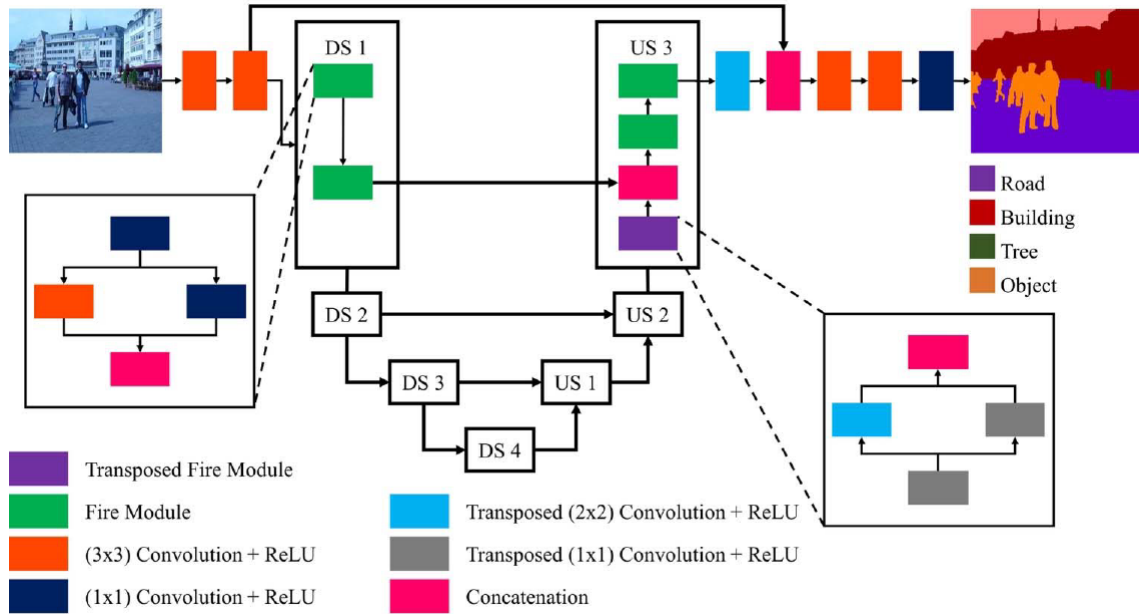 DS 1
US 3
Road
Building
Tree
Object
DS 2
US 2
DS 3
US 1
DS 4
Transposed Fire Module
Fire Module
(3x3) Convolution + ReLU
(1x1) Convolution + ReLU
Transposed (2x2) Convolution + ReLU
Transposed (1x1) Convolution + ReLU
Concatenation